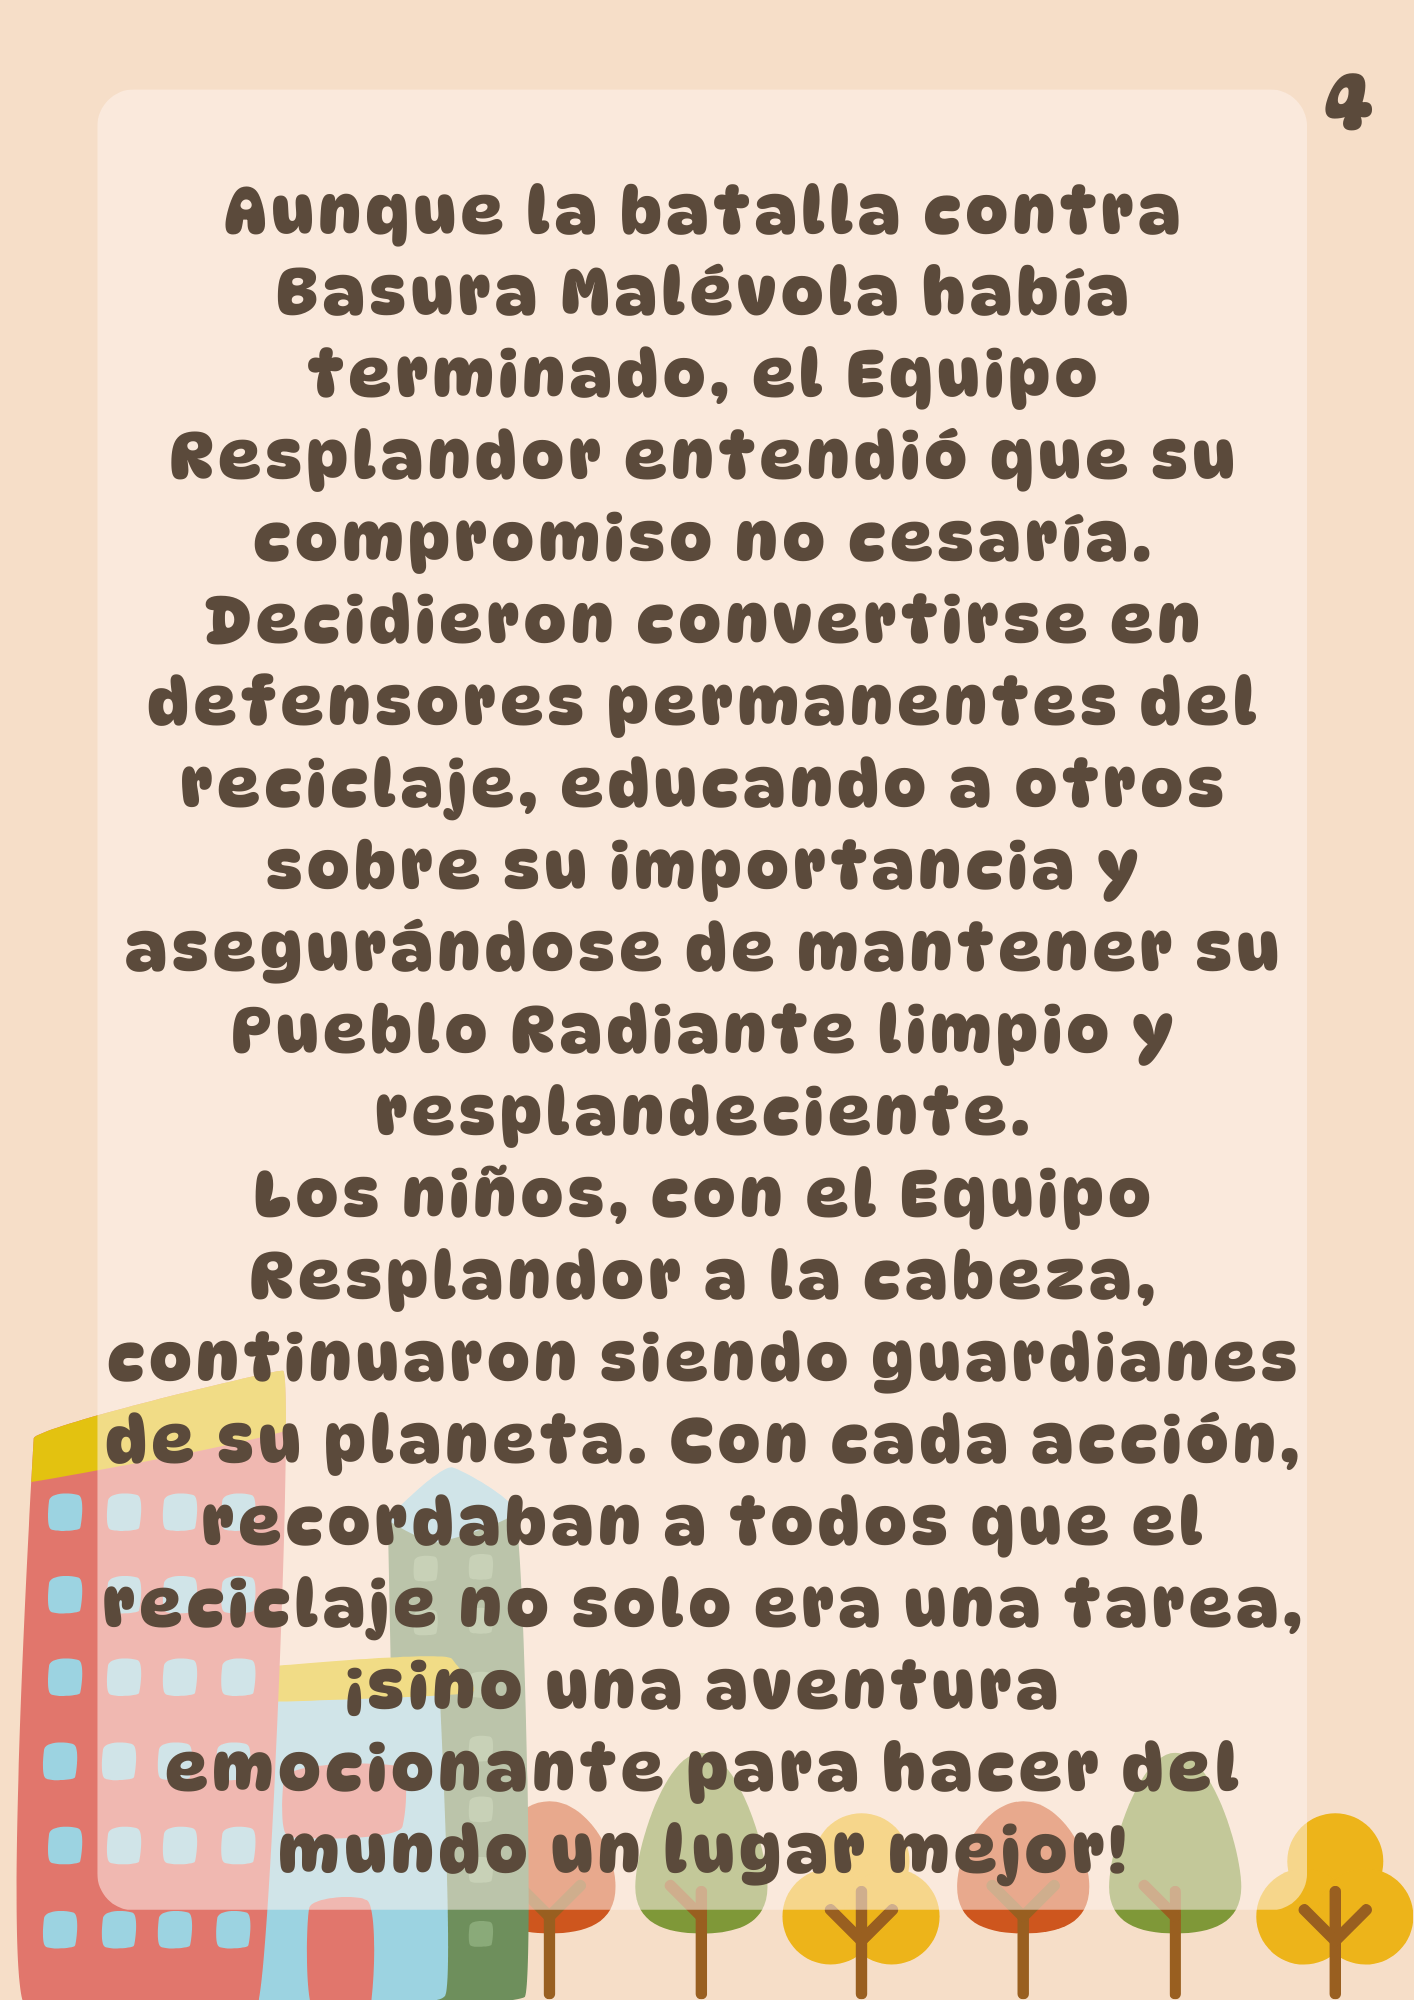 4
Aunque la batalla contra
Basura Malévola había
terminado, el Equipo
Resplandor entendió que su
compromiso no cesaría.
Decidieron convertirse en
defensores permanentes del
reciclaje, educando a otros
sobre su importancia y
asegurándose de mantener su
Pueblo Radiante limpio y
resplandeciente.
Los niños, con el Equipo
Resplandor a la cabeza,
continuaron siendo guardianes
de su planeta. Con cada acción,
recordaban a todos que el
reciclaje no solo era una tarea,
¡sino una aventura
emocionante para hacer del
mundo un lugar mejor!